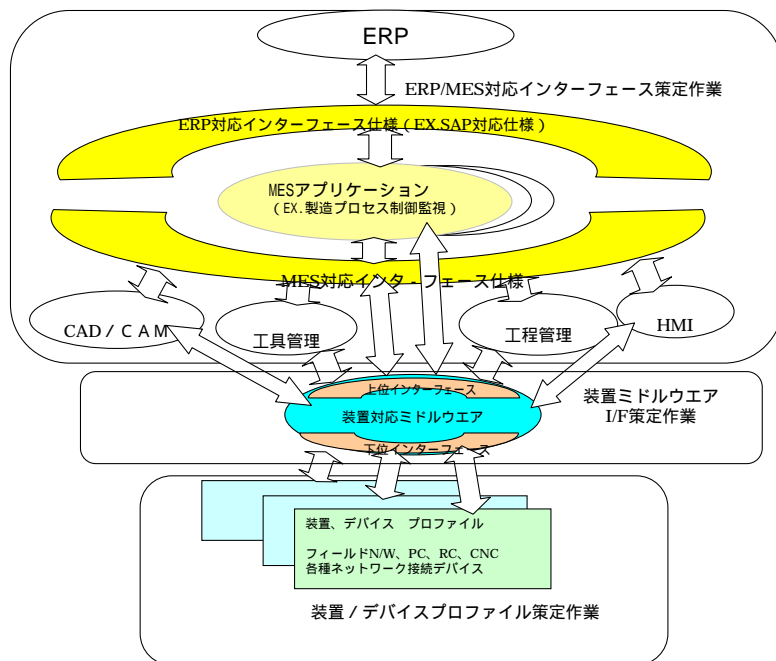 ERP
ERP/MES対応インターフェース策定作業
ERP対応インターフェース仕様（EX.SAP対応仕様）
MESアプリケーション
（EX.製造プロセス制御監視）
MES対応インタ-フェース仕様
CAD/CAM
工具管理
工程管理
HMI
上位インターフェース
装置対応ミドルウエア
下位インターフェース
装置ミドルウエア
I/F策定作業
装置、デバイス　プロファイル
フィールドN/W、PC、RC、CNC
各種ネットワーク接続デバイス
装置/デバイスプロファイル策定作業